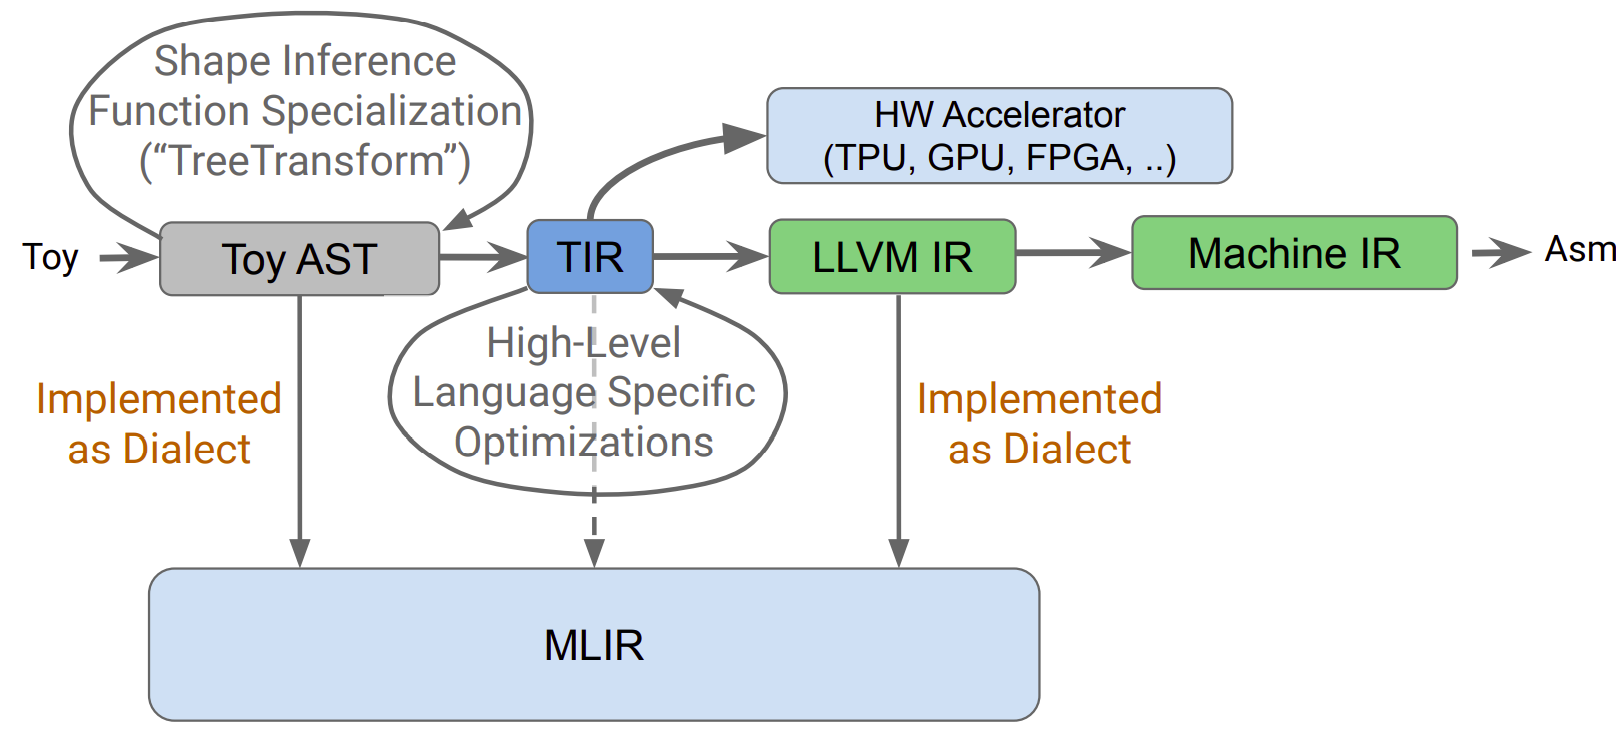 Shape Inference
Function Specialization
(“TreeTransform”)
HW Accelerator
(TPU, GPU, FPGA, ..)
Toy
Toy AST
TIR
LLVM IR
Machine IR
Asm
High-Level
Language Specific
Optimizations
Implemented
as Dialect
Implemented
as Dialect
MLIR